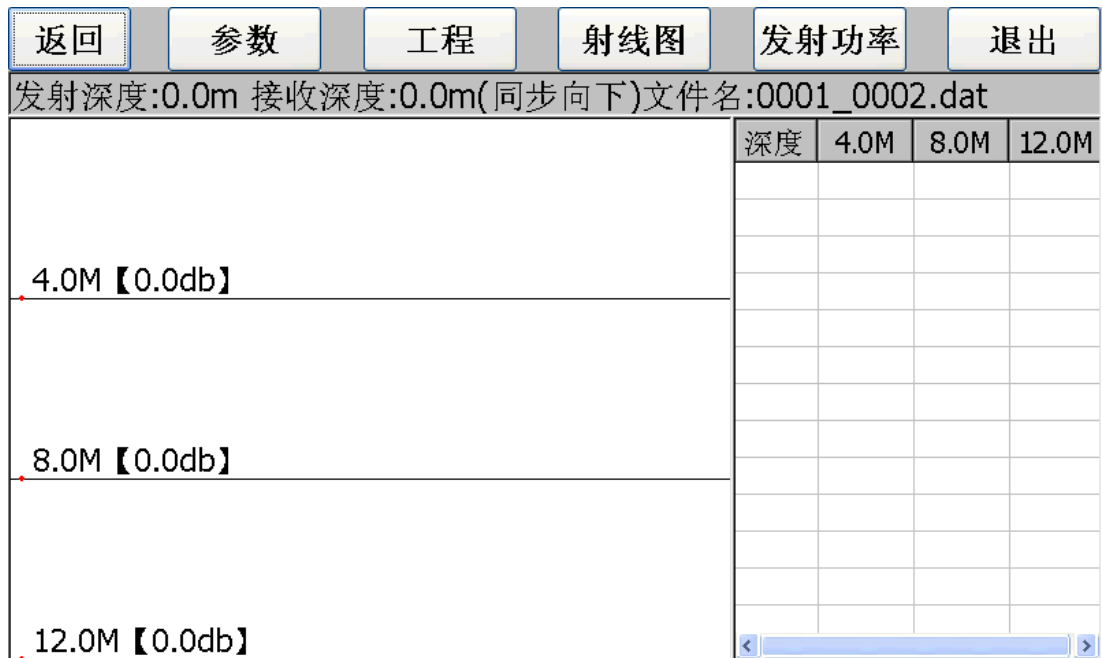 返回 参数 工程 射线图 发射功率 退出
发射深度:0.0m 接收深度:0.0m(同步向下)文件名:0001_0002.dat
深度 4.0M 8.0M 12.0M
4.0M【0.0db】
8.0M【0.0db】
12.0M【0.0db】